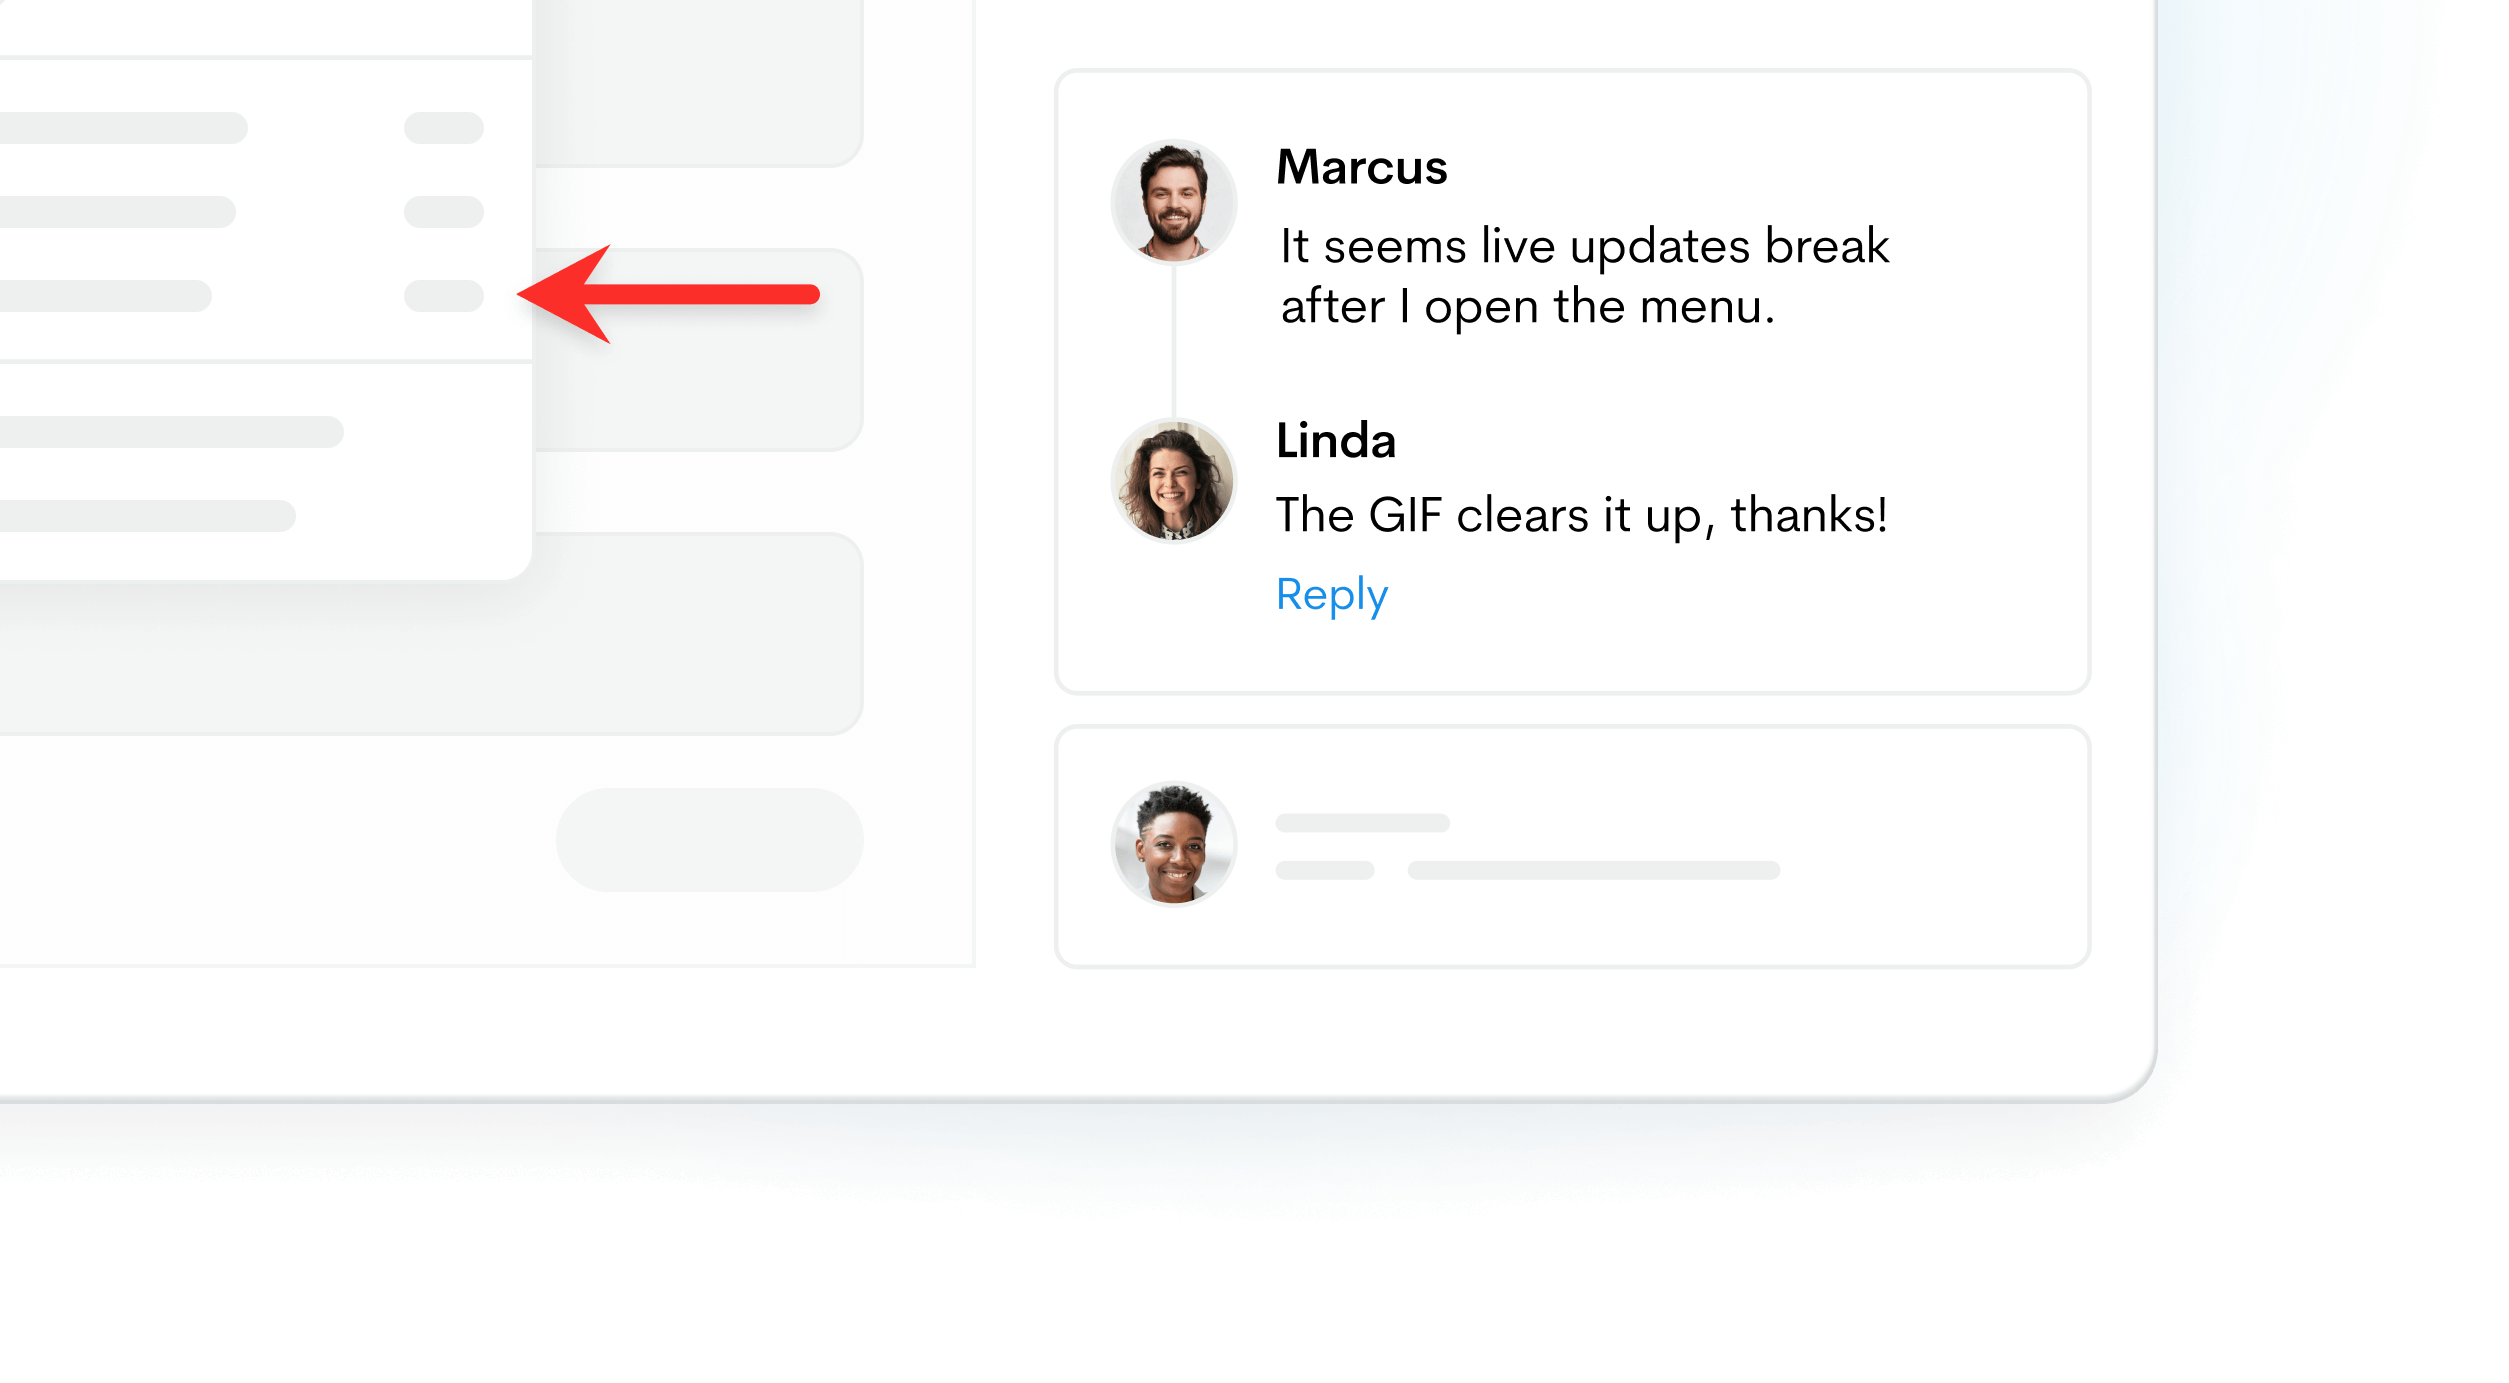 Marcus
It seems live updates break
after I open the menu.
Linda
The GIF clears it up, thanks!
Reply